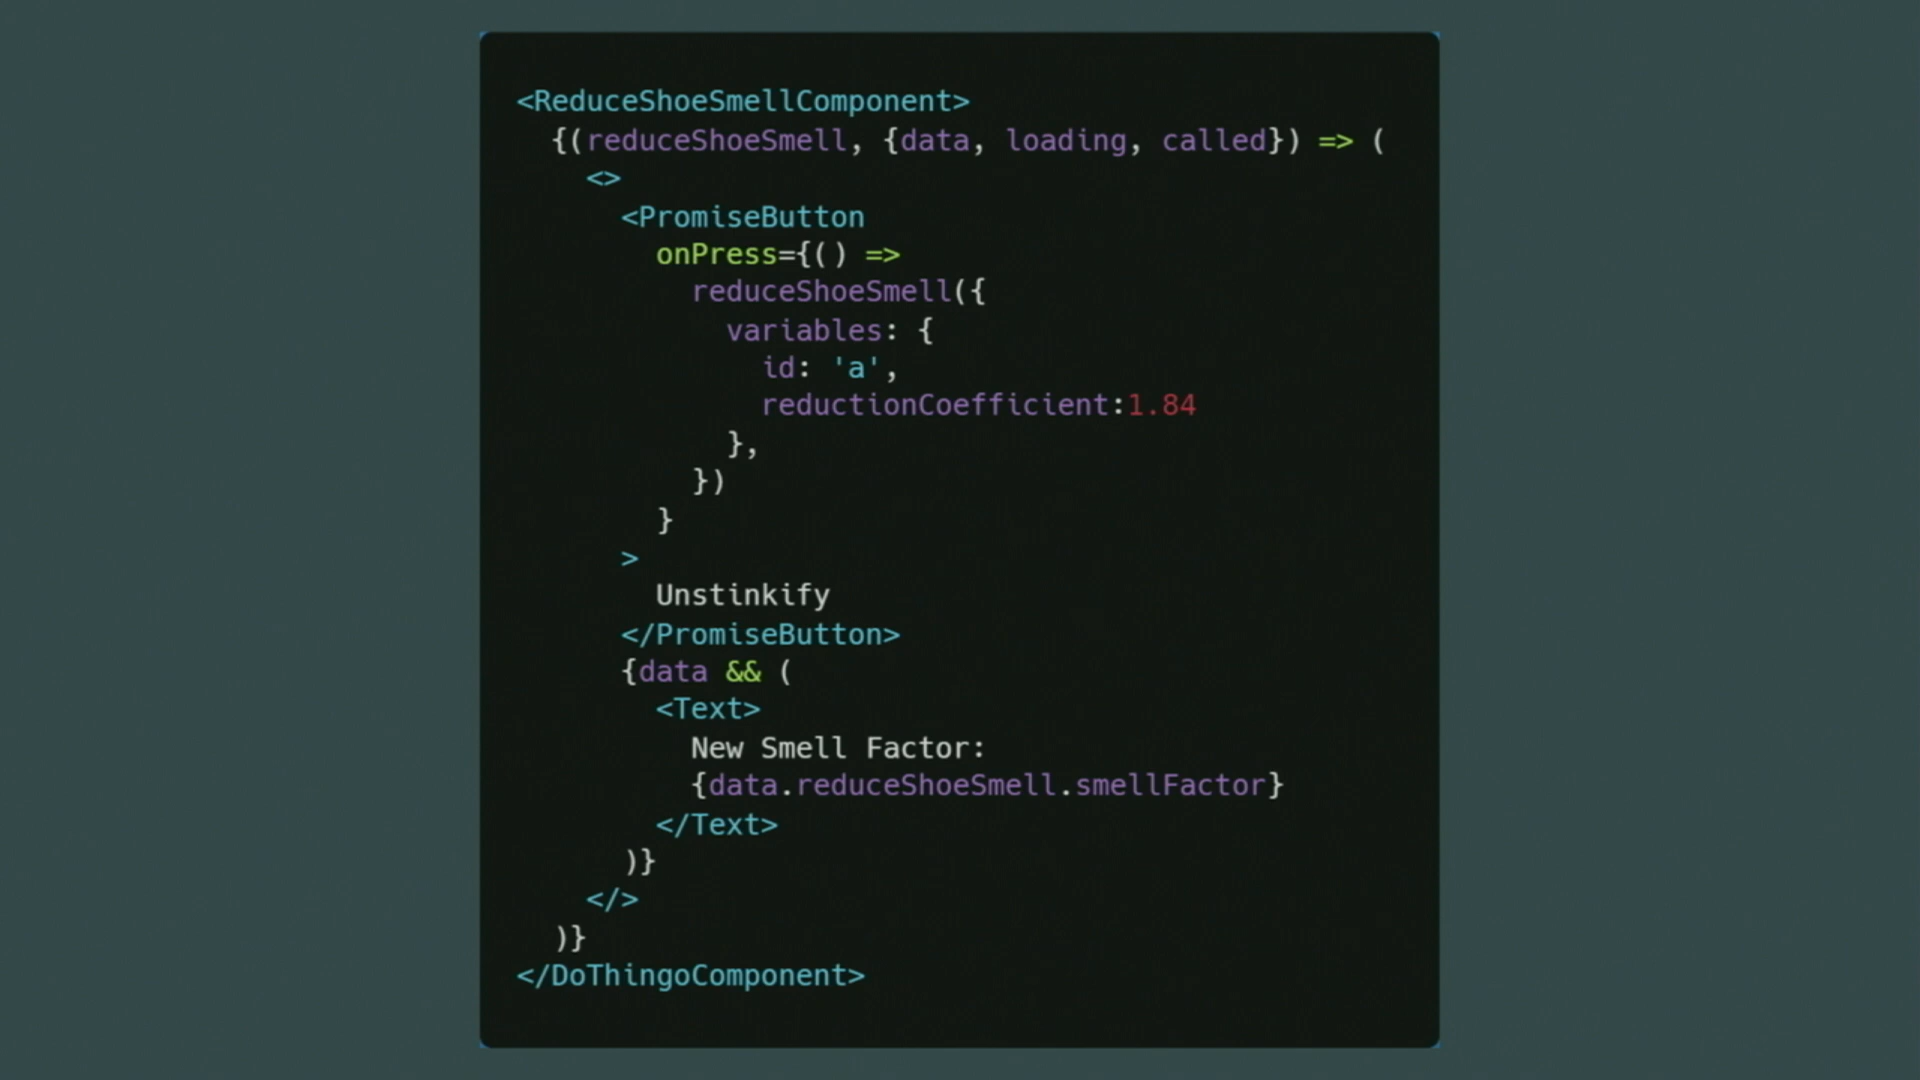 <ReduceShoeSmellComponent>
{(reduceShoeSmell, {data, loading, called}) => (
<>
<PromiseButton
onPress={() =>
reduceShoeSmell({
variables: {
id: 'a',
reductionCoefficient:1.84
},
})
}
>
Unstinkify
</PromiseButton>
{data && (
<Text>
New Smell Factor:
{data.reduceShoeSmell.smellFactor}
</Text>
)}
</>
)}
</DoThingoComponent>